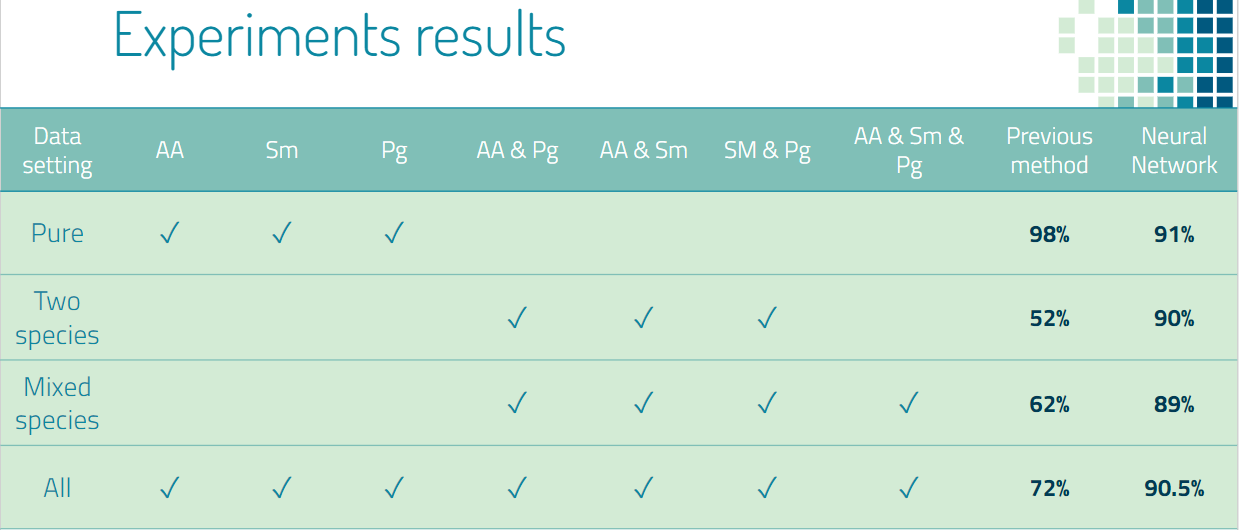 Experiments results
Data setting AA Sm Pg AA & Pg AA & Sm SM & Pg AA & Sm & Pg Previous method Neural Network
Pure ✓ ✓ ✓ 98% 91%
Two species ✓ ✓ ✓ 52% 90%
Mixed species ✓ ✓ ✓ ✓ 62% 89%
All ✓ ✓ ✓ ✓ ✓ ✓ ✓ 72% 90.5%